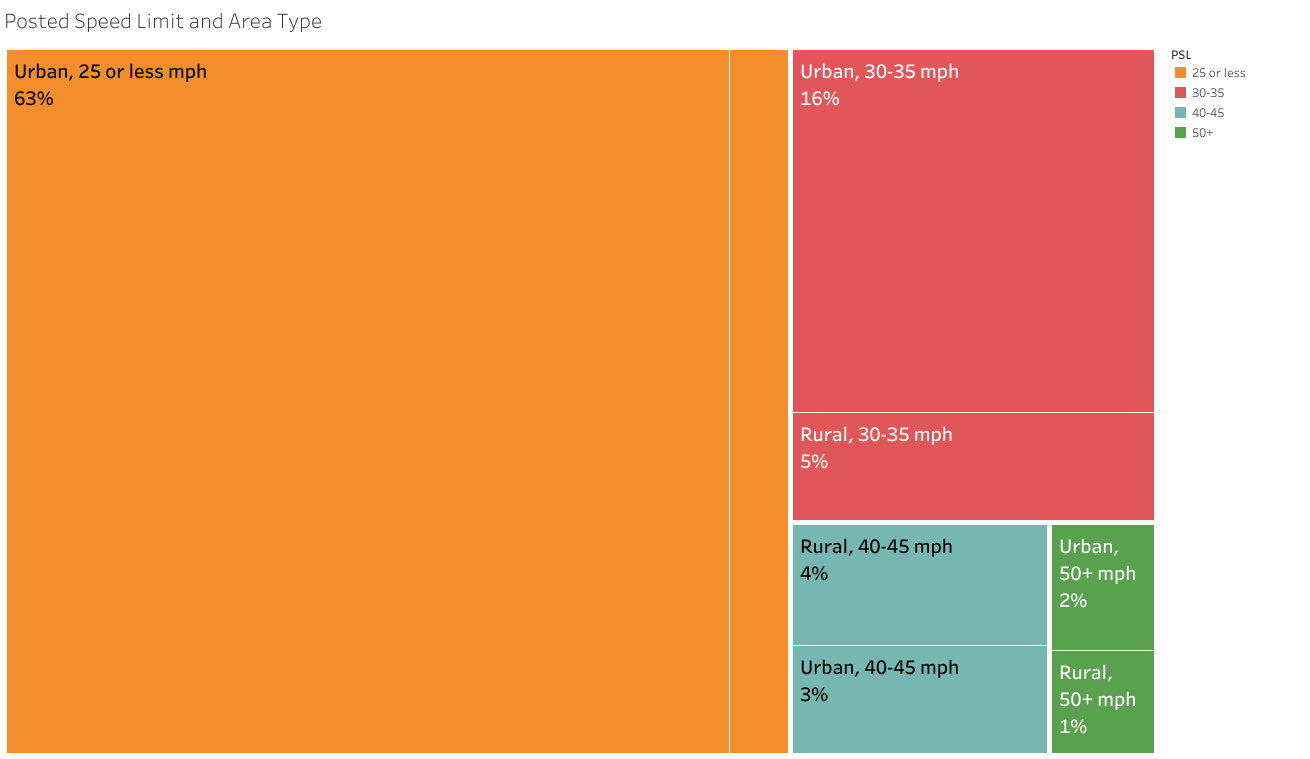 Posted Speed Limit and Area Type
Urban, 25 or less mph
63%
Urban, 30-35 mph
16%
Rural, 30-35 mph
5%
Rural, 40-45 mph
4%
Urban, 40-45 mph
3%
Urban,
50+ mph
2%
Rural,
50+ mph
1%
PSL
25 or less
30-35
40-45
50+